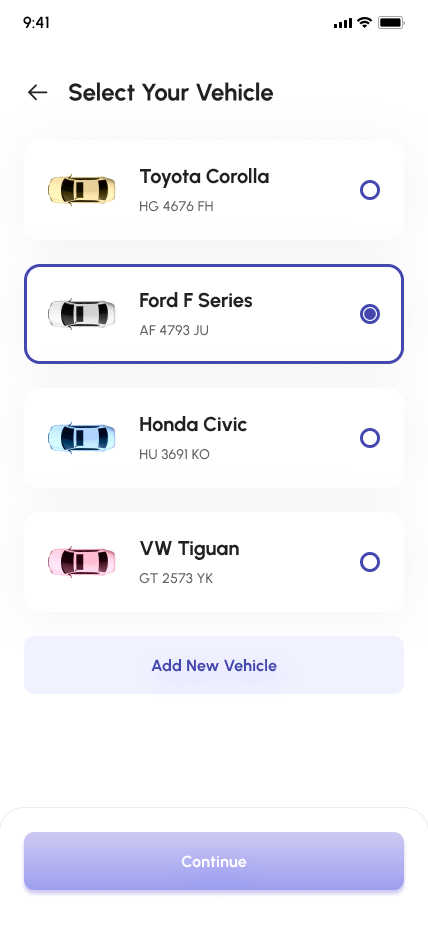 9:41
Select Your Vehicle
Toyota Corolla
HG 4676 FH
Ford F Series
AF 4793 JU
Honda Civic
HU 3691 KO
VW Tiguan
GT 2573 YK
Add New Vehicle
Continue